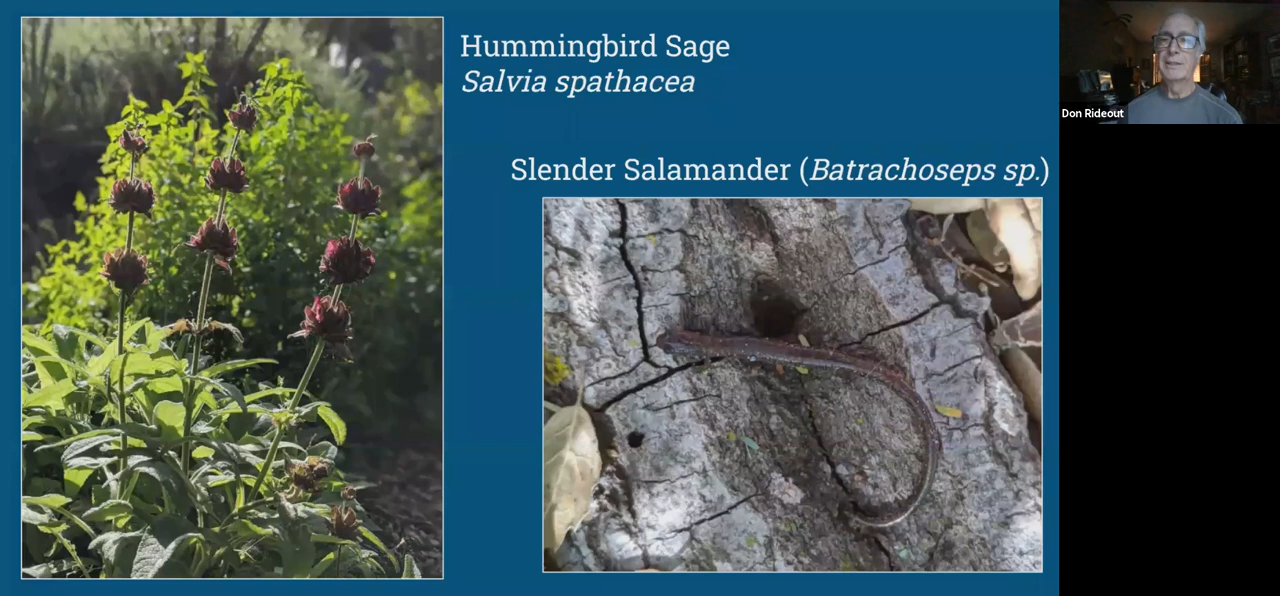 Hummingbird Sage
Salvia spathacea
Don Rideout
Slender Salamander (Batrachoseps sp.)